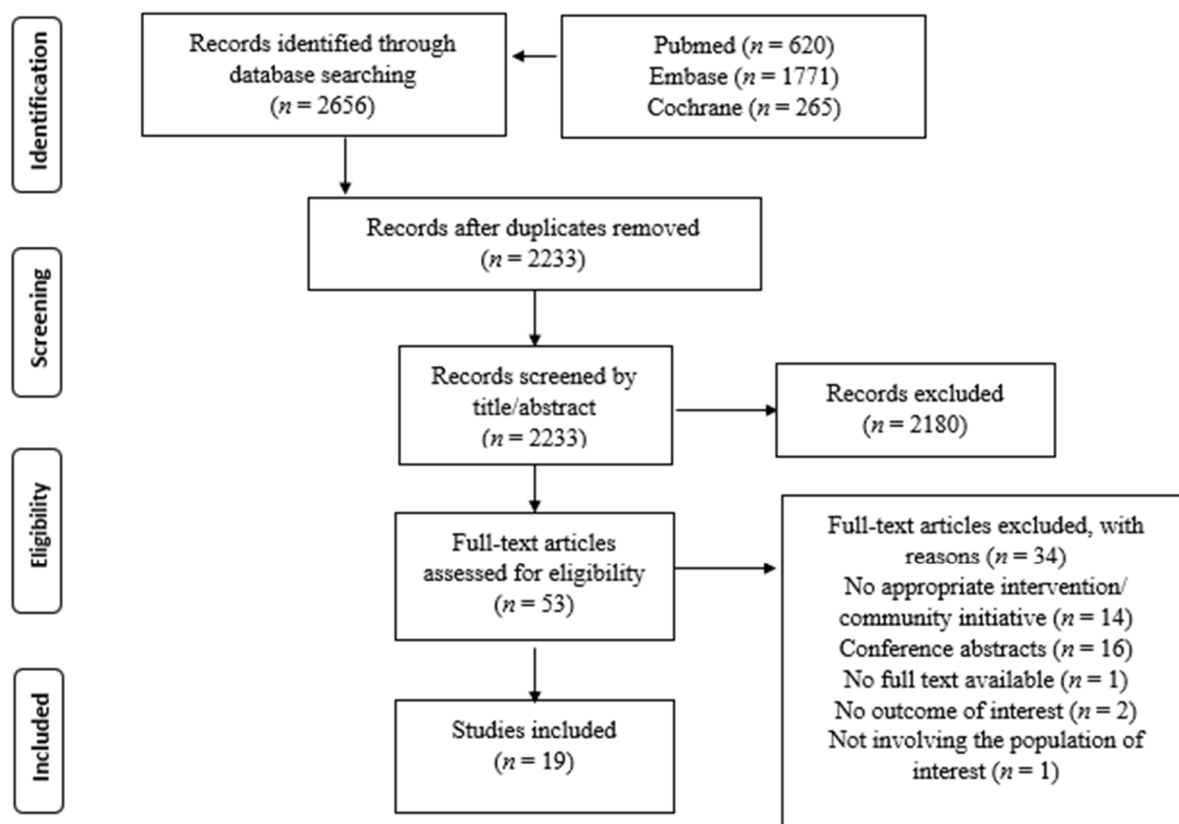 Identification
Records identified through
database searching
(n = 2656)
Pubmed (n = 620)
Embase (n = 1771)
Cochrane (n = 265)
Records after duplicates removed
(n = 2233)
Screening
Records screened by
title/abstract
(n = 2233)
Records excluded
(n = 2180)
Eligibility
Full-text articles
assessed for eligibility
(n = 53)
Full-text articles excluded, with
reasons (n = 34)
No appropriate intervention/
community initiative (n = 14)
Conference abstracts (n = 16)
No full text available (n = 1)
No outcome of interest (n = 2)
Not involving the population of
interest (n = 1)
Included
Studies included
(n = 19)